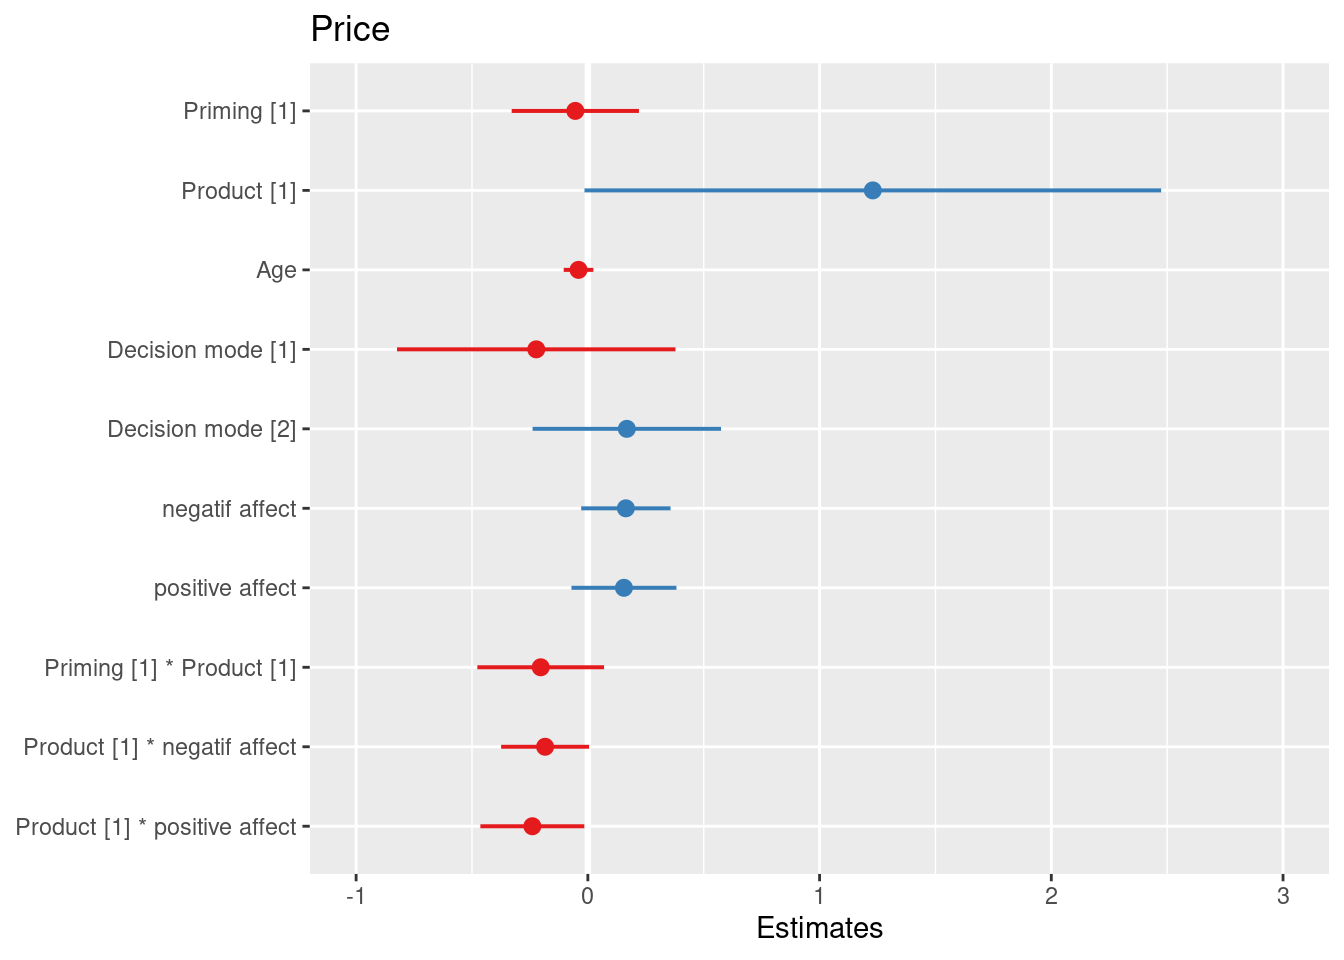 Price
Priming [1]
Product [1]
Age
Decision mode [1]
Decision mode [2]
negatif affect
positive affect
Priming [1] * Product [1]
Product [1] * negatif affect
Product [1] * positive affect
-1 0 1 2 3
Estimates